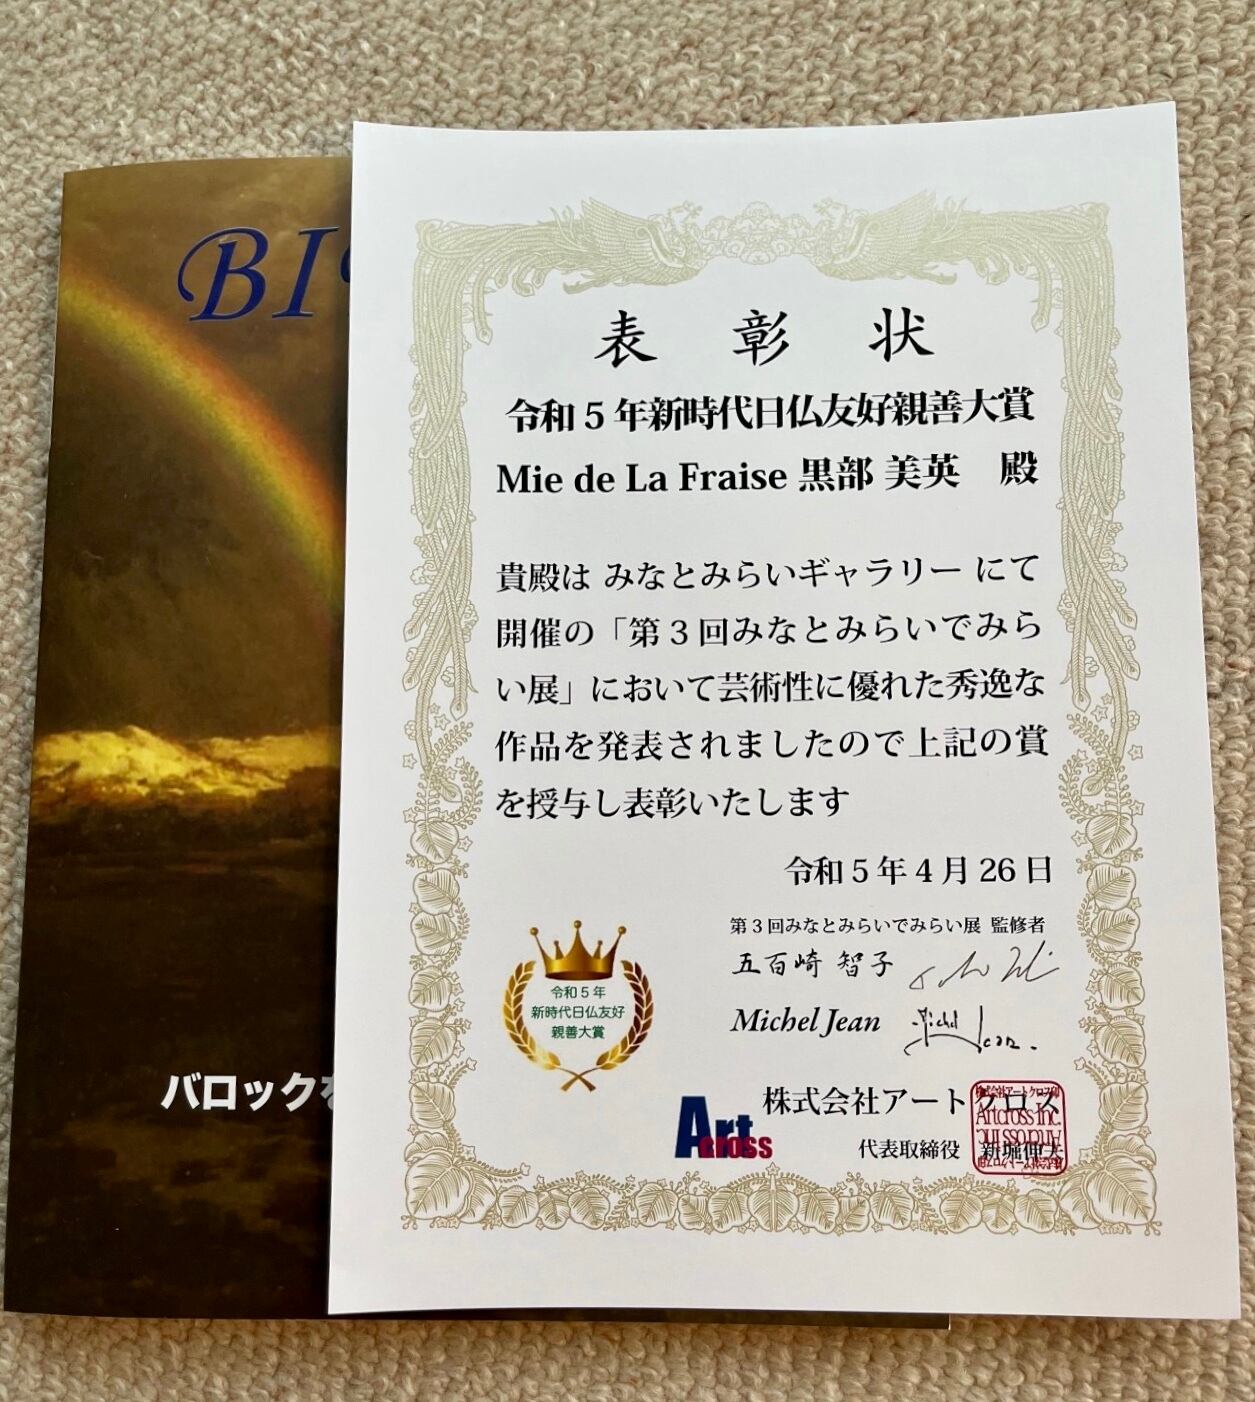 BI
バロック
表彰状
令和5年新時代日仏友好親善大賞
Mie de La Fraise 黒部 美英 殿
貴殿は みなとみらいギャラリー にて
開催の「第3回みなとみらいでみら
い展」において芸術性に優れた秀逸な
作品を発表されましたので上記の賞
を授与し表彰いたします
令和5年4月26日
第3回みなとみらいでみらい展 監修者
五百崎 智子
Michel Jean
Michel Jean
令和5年
新時代日仏友好
親善大賞
Art cross
株式会社アートクロス
代表取締役 新堀伸夫
Artcross Inc.